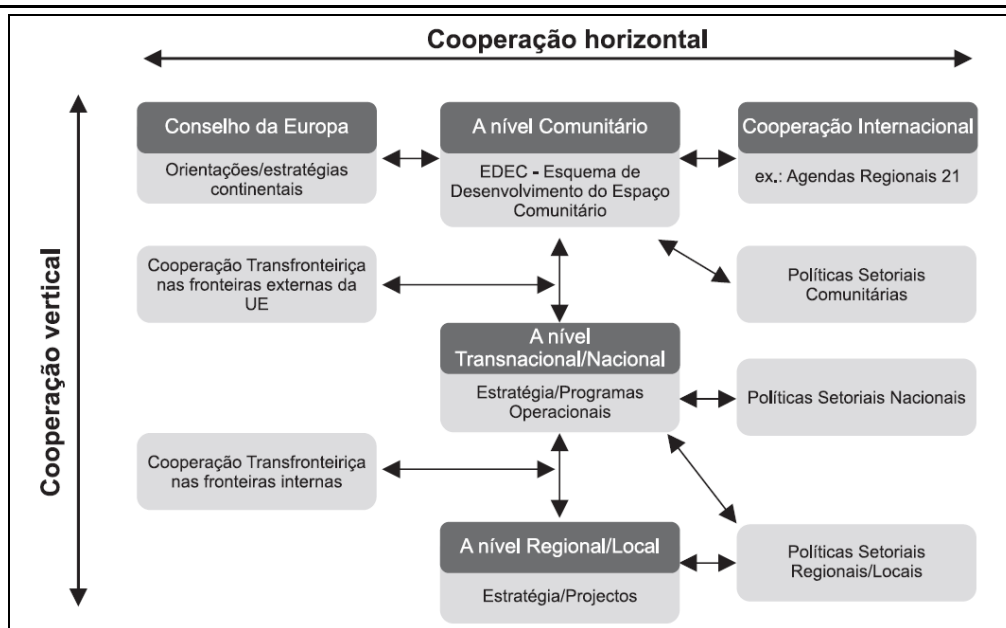 Cooperação horizontal
Cooperação vertical
Conselho da Europa
Orientações/estratégias
continentais
A nível Comunitário
EDEC - Esquema de
Desenvolvimento do Espaço
Comunitário
Cooperação Internacional
ex.: Agendas Regionais 21
Cooperação Transfronteiriça
nas fronteiras externas da
UE
Políticas Setoriais
Comunitárias
A nível
Transnacional/Nacional
Estratégia/Programas
Operacionais
Políticas Setoriais Nacionais
Cooperação Transfronteiriça
nas fronteiras internas
A nível Regional/Local
Estratégia/Projectos
Políticas Setoriais
Regionais/Locais